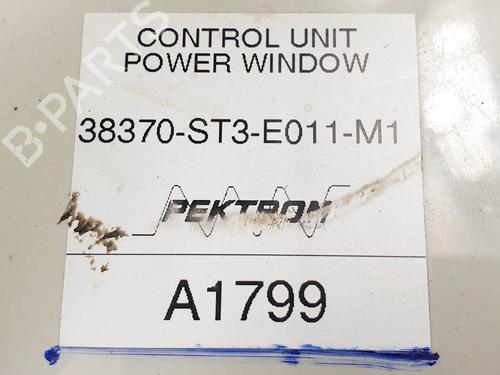 CONTROL UNIT
POWER WINDOW
38370-ST3-E011-M1
PEKTRON
A1799
B-PARTS